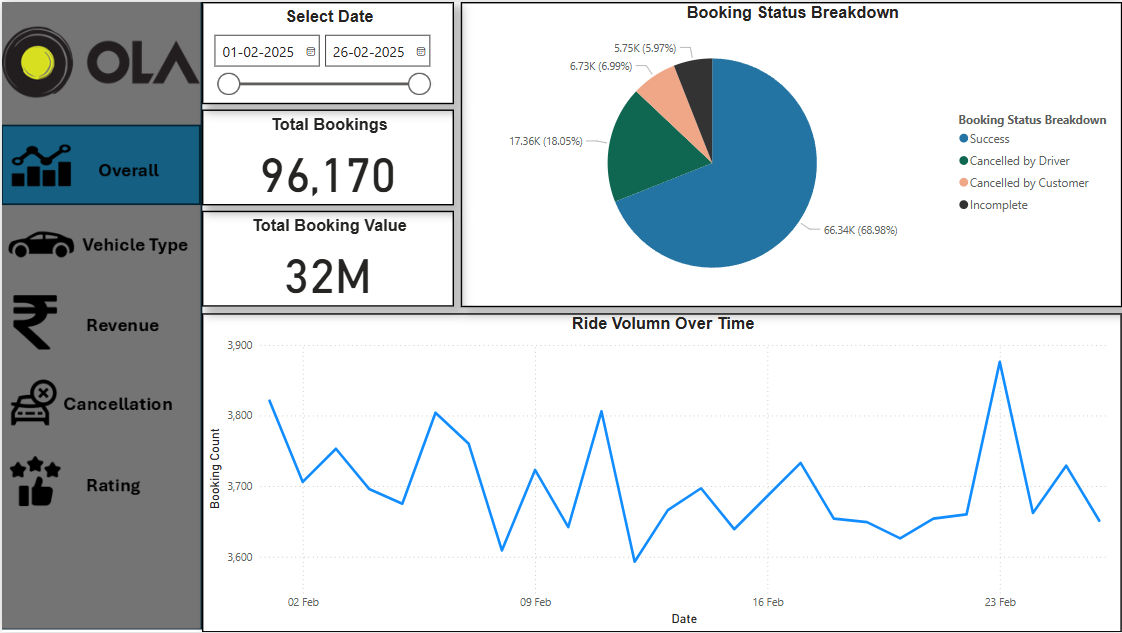 OLA
Overall
Vehicle Type
Revenue
Cancellation
Rating
Select Date
01-02-2025
26-02-2025
Total Bookings
96,170
Total Booking Value
32M
Booking Status Breakdown
5.75K (5.97%)
6.73K (6.99%)
17.36K (18.05%)
66.34K (68.98%)
Booking Status Breakdown
Success
Cancelled by Driver
Cancelled by Customer
Incomplete
Ride Volumn Over Time
Booking Count
3,900
3,800
3,700
3,600
02 Feb
09 Feb
16 Feb
23 Feb
Date